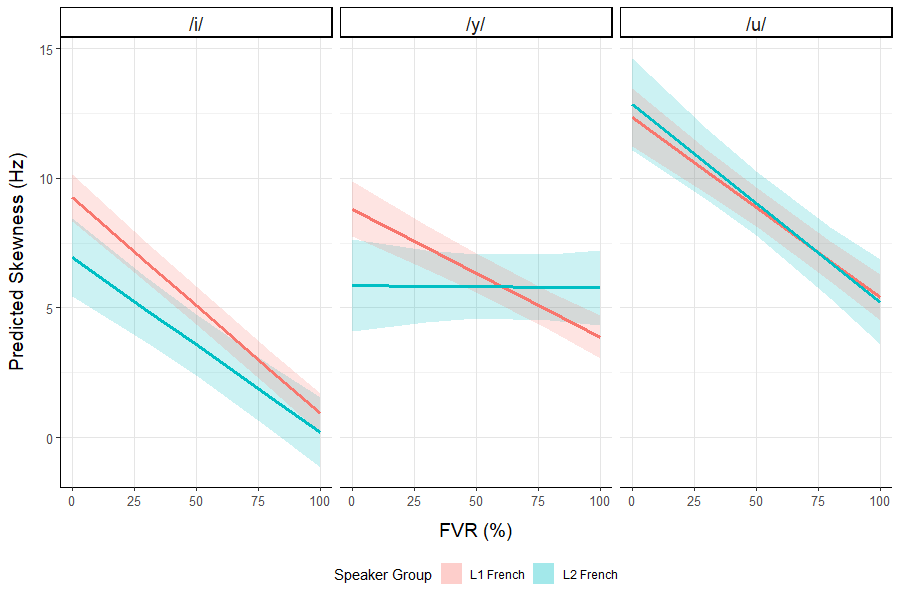 /i/ /y/ /u/
15
10
5
0
Predicted Skewness (Hz)
0 25 50 75 100 0 25 50 75 100 0 25 50 75 100
FVR (%)
Speaker Group L1 French L2 French